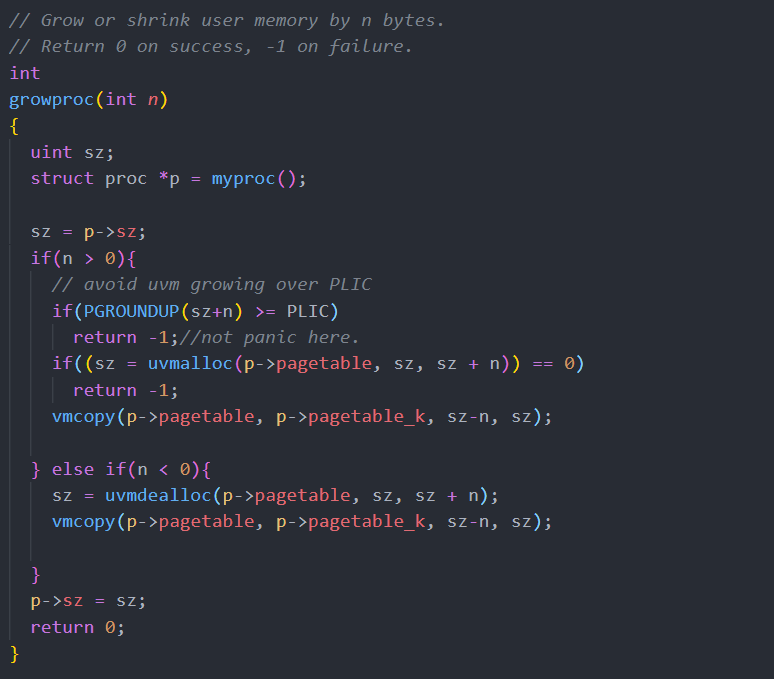 // Grow or shrink user memory by n bytes.
// Return 0 on success, -1 on failure.
int
growproc(int n)
{
  uint sz;
  struct proc *p = myproc();

  sz = p->sz;
  if(n > 0){
    // avoid uvm growing over PLIC
    if(PGROUNDUP(sz+n) >= PLIC)
      return -1;//not panic here.
    if((sz = uvmalloc(p->pagetable, sz, sz + n)) == 0)
      return -1;
    vmcopy(p->pagetable, p->pagetable_k, sz-n, sz);

  } else if(n < 0){
    sz = uvmdealloc(p->pagetable, sz, sz + n);
    vmcopy(p->pagetable, p->pagetable_k, sz-n, sz);

  }
  p->sz = sz;
  return 0;
}